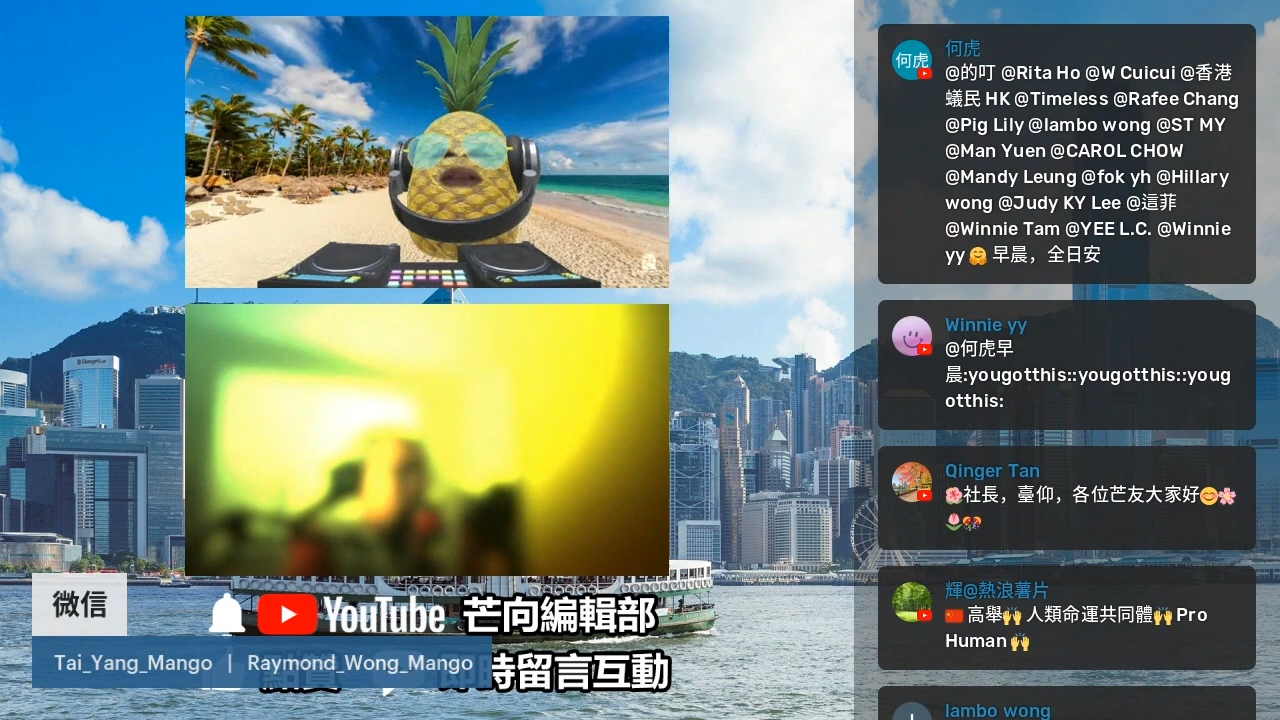 何虎
何虎
@的叮 @Rita Ho @W Cuicui @香港
蟻民 HK @Timeless @Rafee Chang
@Pig Lily @lambo wong @ST MY
@Man Yuen @CAROL CHOW
@Mandy Leung @fok yh @Hillary
wong @Judy KY Lee @這菲
@Winnie Tam @YEE L.C. @Winnie
yy 🤗 早晨，全日安
Winnie yy
@何虎早
晨:yougotthis::yougotthis::youg
otthis:
Qinger Tan
🌸社長，臺仰，各位芒友大家好😊🌸
🌷🎊
輝@熱浪薯片
🇨🇳 高舉🙌 人類命運共同體🙌 Pro
Human 🙌
lambo wong
Shangri-La
微信
YouTube 芒向編輯部
Tai_Yang_Mango | Raymond_Wong_Mango
時留言互動